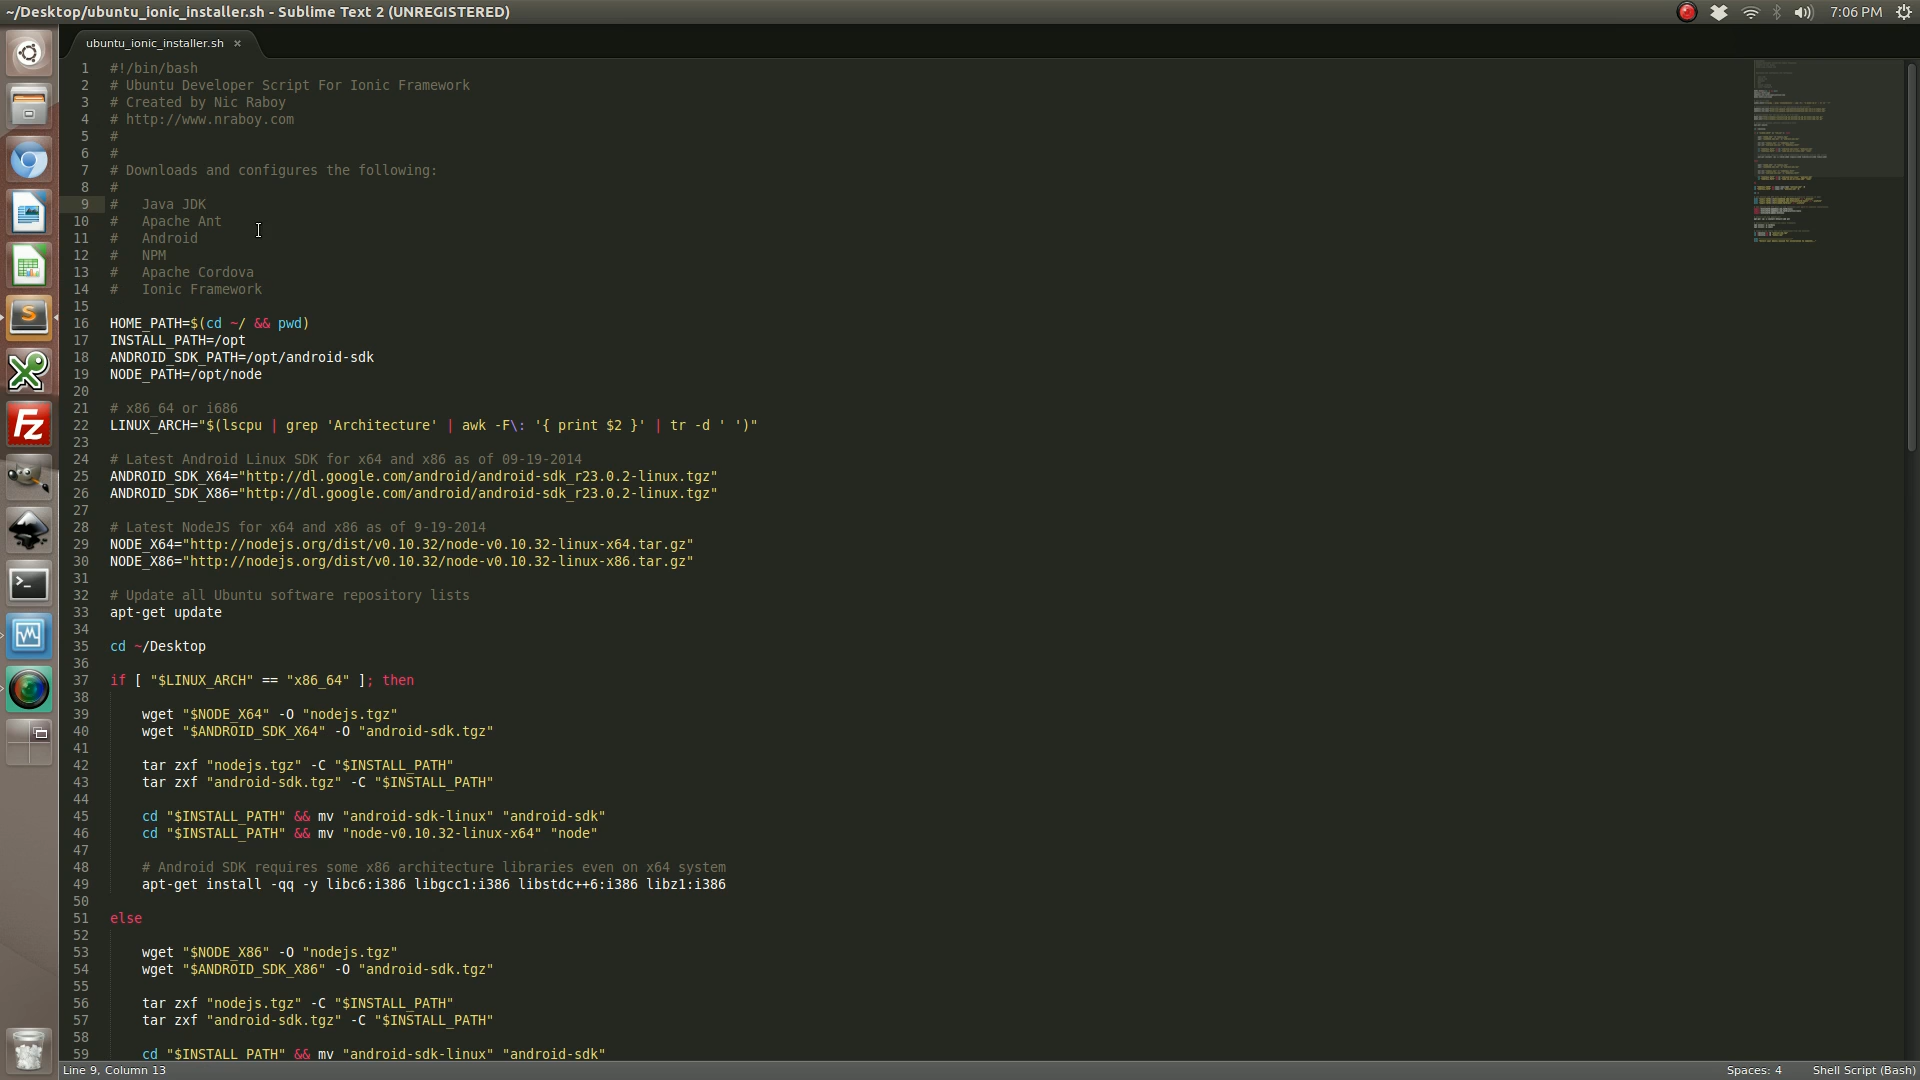 ~/Desktop/ubuntu_ionic_installer.sh - Sublime Text 2 (UNREGISTERED)
7:06 PM
ubuntu_ionic_installer.sh ×
1 #!/bin/bash
2 # Ubuntu Developer Script For Ionic Framework
3 # Created by Nic Raboy
4 # http://www.nraboy.com
5 #
6 #
7 # Downloads and configures the following:
8 #
9 #   Java JDK
10 #   Apache Ant
11 #   Android
12 #   NPM
13 #   Apache Cordova
14 #   Ionic Framework
15
16 HOME_PATH=$(cd ~/ && pwd)
17 INSTALL_PATH=/opt
18 ANDROID_SDK_PATH=/opt/android-sdk
19 NODE_PATH=/opt/node
20
21 # x86_64 or i686
22 LINUX_ARCH="$(lscpu | grep 'Architecture' | awk -F\: '{ print $2 }' | tr -d ' ')"
23
24 # Latest Android Linux SDK for x64 and x86 as of 09-19-2014
25 ANDROID_SDK_X64="http://dl.google.com/android/android-sdk_r23.0.2-linux.tgz"
26 ANDROID_SDK_X86="http://dl.google.com/android/android-sdk_r23.0.2-linux.tgz"
27
28 # Latest NodeJS for x64 and x86 as of 9-19-2014
29 NODE_X64="http://nodejs.org/dist/v0.10.32/node-v0.10.32-linux-x64.tar.gz"
30 NODE_X86="http://nodejs.org/dist/v0.10.32/node-v0.10.32-linux-x86.tar.gz"
31
32 # Update all Ubuntu software repository lists
33 apt-get update
34
35 cd ~/Desktop
36
37 if [ "$LINUX_ARCH" == "x86_64" ]; then
38
39     wget "$NODE_X64" -O "nodejs.tgz"
40     wget "$ANDROID_SDK_X64" -O "android-sdk.tgz"
41
42     tar zxf "nodejs.tgz" -C "$INSTALL_PATH"
43     tar zxf "android-sdk.tgz" -C "$INSTALL_PATH"
44
45     cd "$INSTALL_PATH" && mv "android-sdk-linux" "android-sdk"
46     cd "$INSTALL_PATH" && mv "node-v0.10.32-linux-x64" "node"
47
48     # Android SDK requires some x86 architecture libraries even on x64 system
49     apt-get install -qq -y libc6:i386 libgcc1:i386 libstdc++6:i386 libz1:i386
50
51 else
52
53     wget "$NODE_X86" -O "nodejs.tgz"
54     wget "$ANDROID_SDK_X86" -O "android-sdk.tgz"
55
56     tar zxf "nodejs.tgz" -C "$INSTALL_PATH"
57     tar zxf "android-sdk.tgz" -C "$INSTALL_PATH"
58
59     cd "$INSTALL_PATH" && mv "android-sdk-linux" "android-sdk"
Line 9, Column 13
Spaces: 4
Shell Script (Bash)